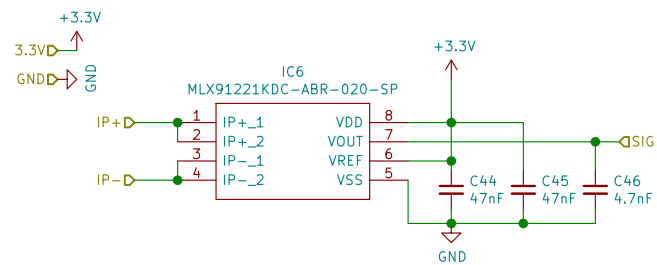 +3.3V
3.3V
GND
GND
+3.3V
IC6
MLX91221KDC-ABR-020-SP
IP+ 1 IP+_1 VDD 8
2 IP+_2 VOUT 7 SIG
3 IP-_1 VREF 6
IP- 4 IP-_2 VSS 5
C44 C45 C46
47nF 47nF 4.7nF
GND